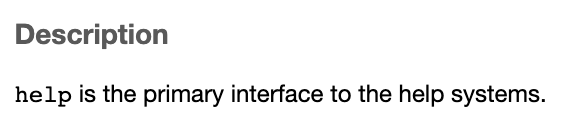 Description
help is the primary interface to the help systems.